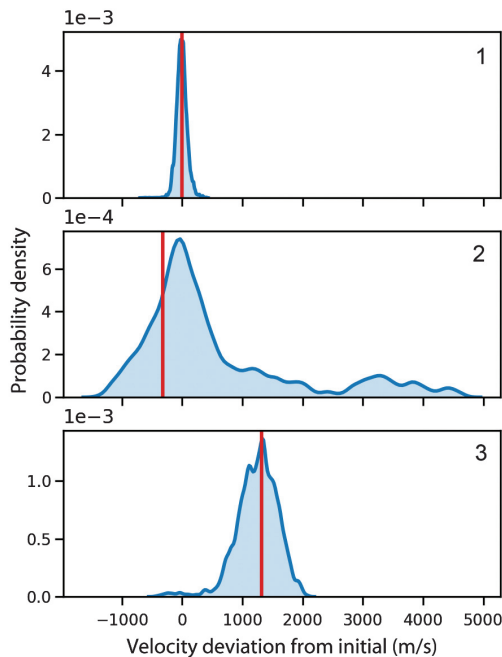 1e−3
1
4
2
0
1e−4
2
6
4
2
0
Probability density
1e−3
3
1.0
0.5
0.0
−1000 0 1000 2000 3000 4000 5000
Velocity deviation from initial (m/s)